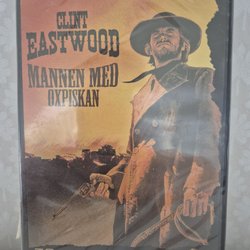 CLINT
EASTWOOD
MANNEN MED
OXPISKAN